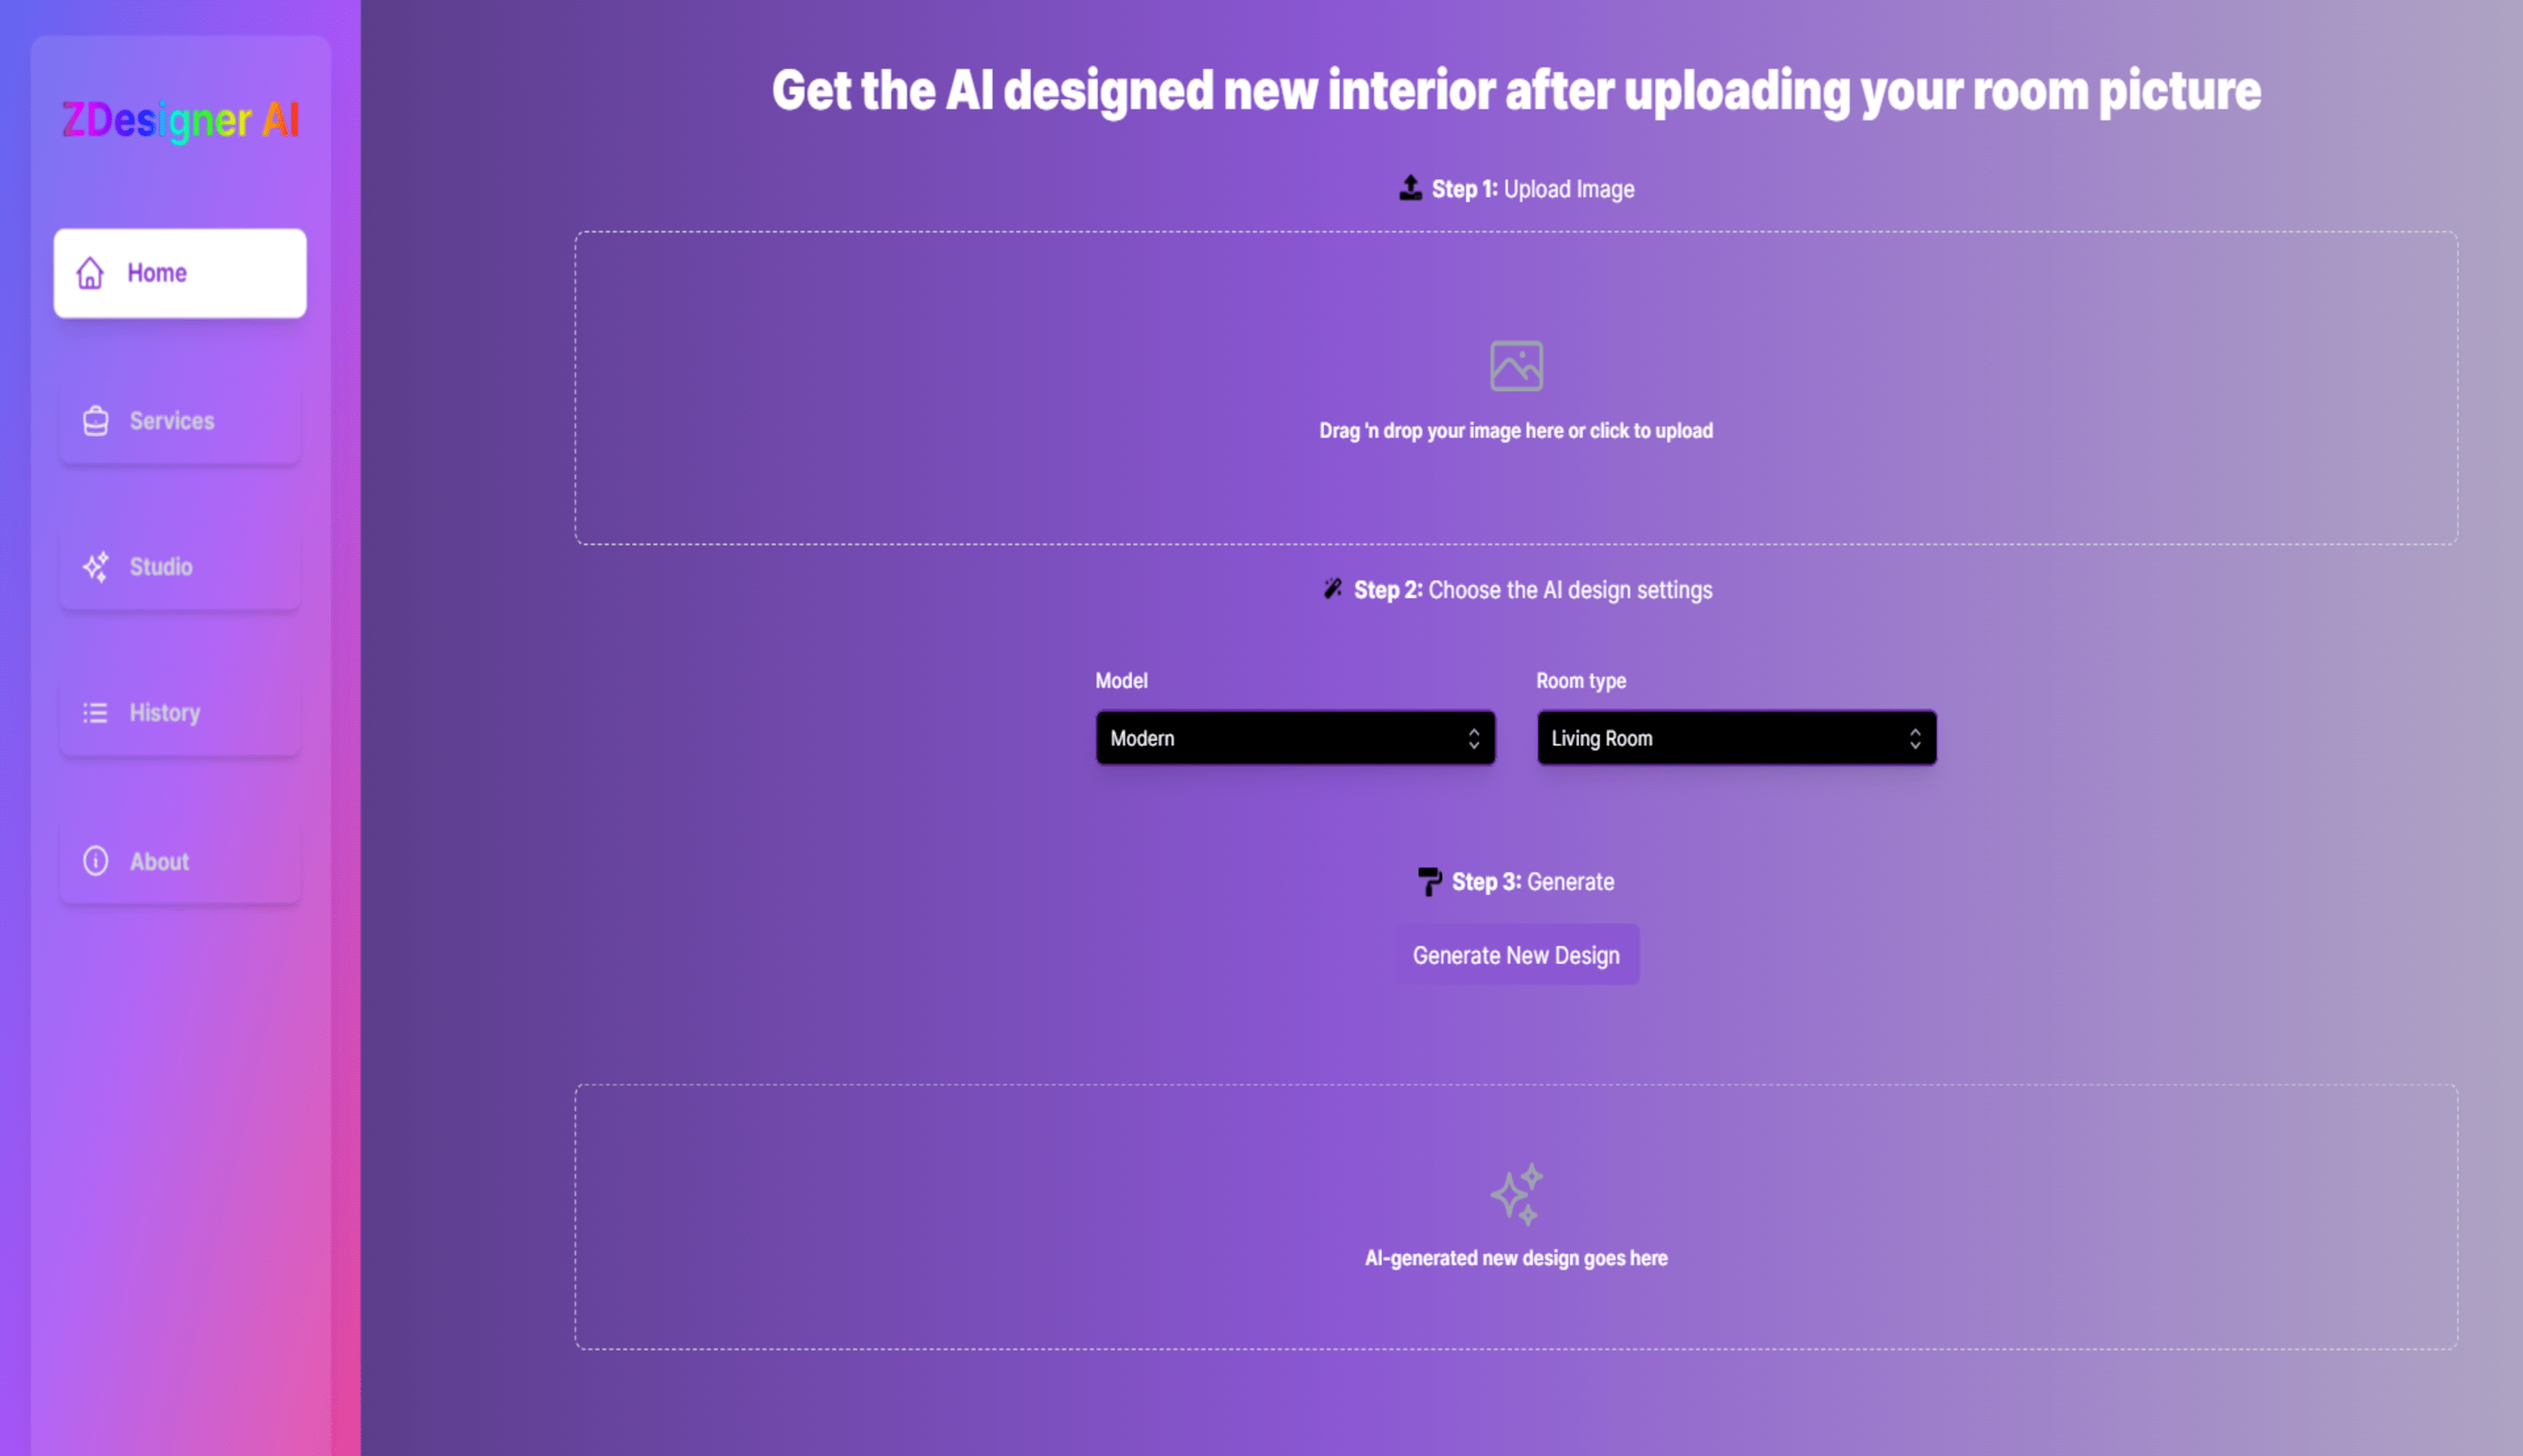 ZDesigner AI
Home
Services
Studio
History
About
Get the AI designed new interior after uploading your room picture
Step 1: Upload Image
Drag 'n drop your image here or click to upload
Step 2: Choose the AI design settings
Model
Room type
Modern
Living Room
Step 3: Generate
Generate New Design
AI-generated new design goes here